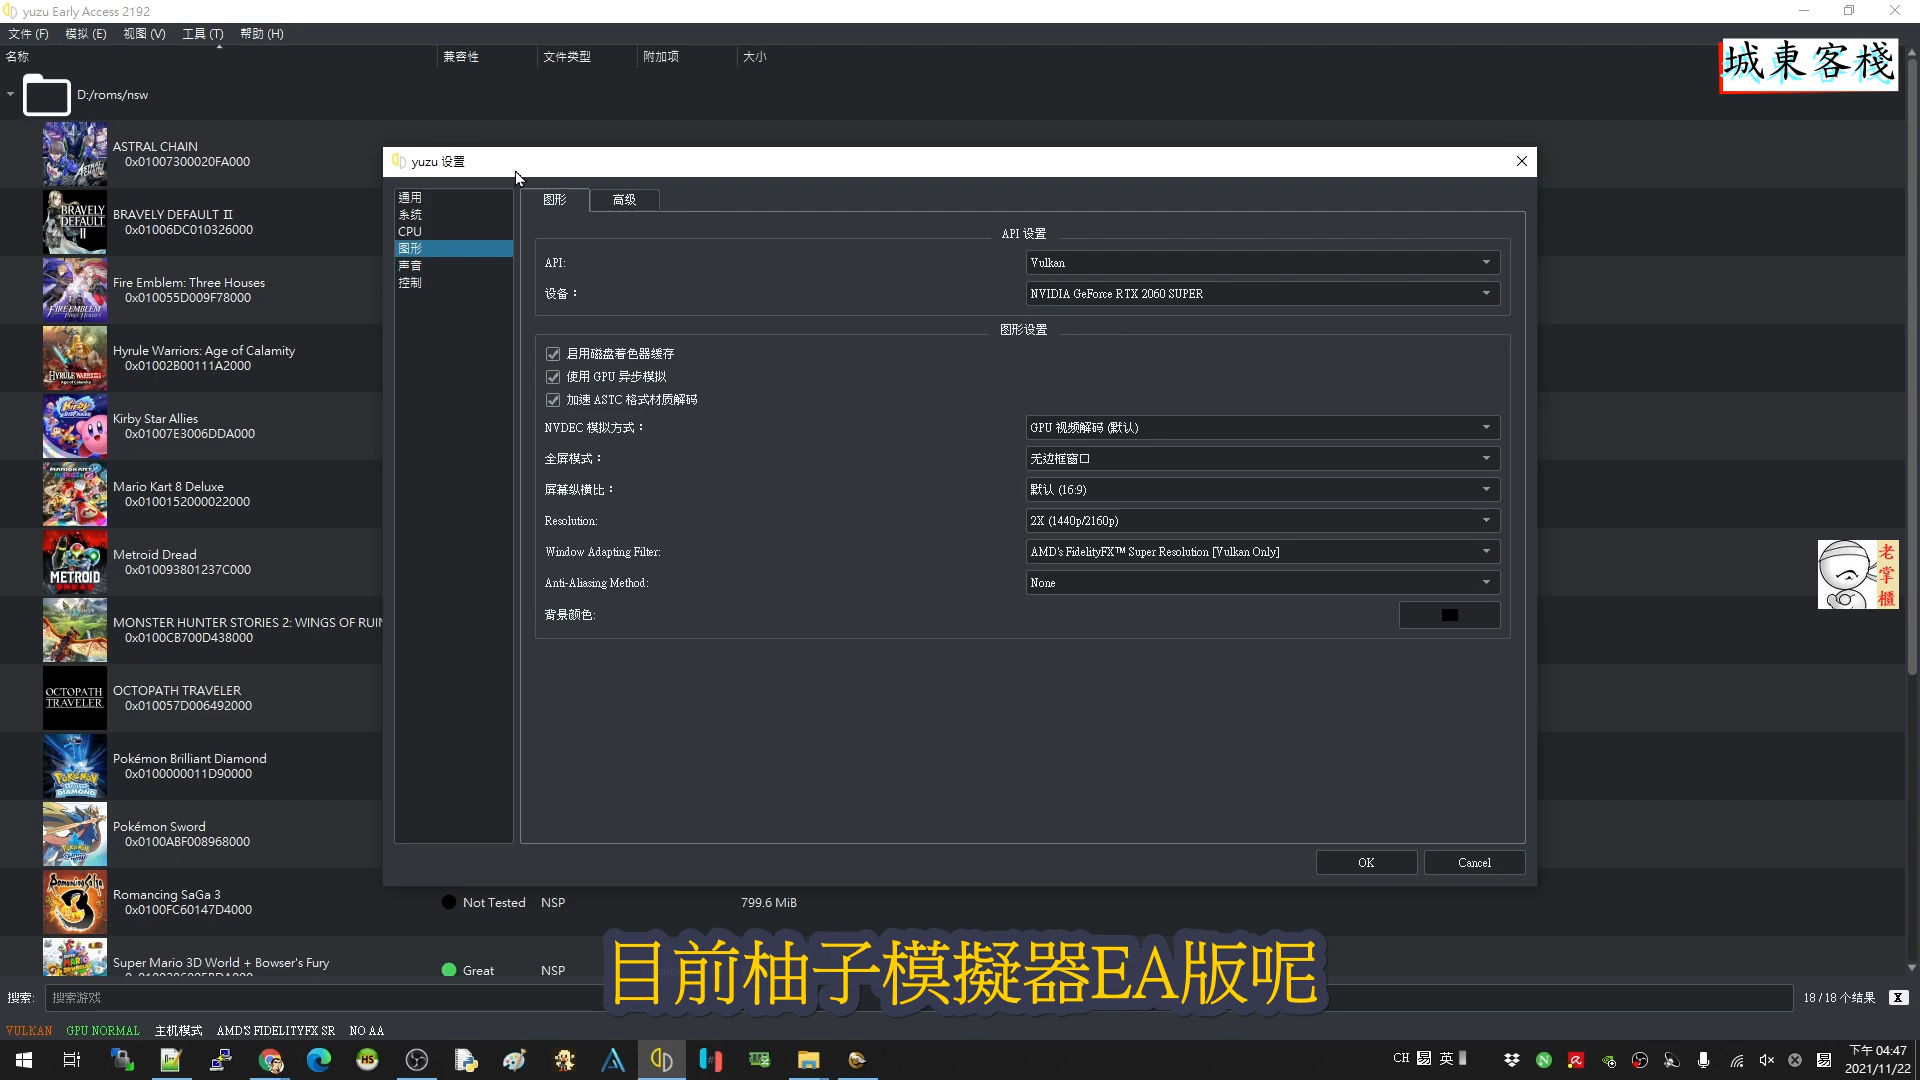 yuzu Early Access 2192
文件 (F) 模拟 (E) 视图 (V) 工具 (T) 帮助 (H)
名称 兼容性 文件类型 附加项 大小
城東客棧
D:/roms/nsw
ASTRAL CHAIN
0x01007300020FA000
BRAVELY DEFAULT II
0x01006DC010326000
Fire Emblem: Three Houses
0x010055D009F78000
Hyrule Warriors: Age of Calamity
0x01002B00111A2000
Kirby Star Allies
0x01007E3006DDA000
Mario Kart 8 Deluxe
0x0100152000022000
Metroid Dread
0x010093801237C000
MONSTER HUNTER STORIES 2: WINGS OF RUIN
0x0100CB700D438000
OCTOPATH TRAVELER
0x010057D006492000
Pokémon Brilliant Diamond
0x0100000011D90000
Pokémon Sword
0x0100ABF008968000
Romancing SaGa 3
0x0100FC60147D4000
Not Tested NSP 799.6 MiB
Super Mario 3D World + Bowser's Fury
Great NSP
yuzu 设置
通用
系统
CPU
图形
声音
控制
图形 高级
API 设置
API: Vulkan
设备： NVIDIA GeForce RTX 2060 SUPER
图形设置
启用磁盘着色器缓存
使用 GPU 异步模拟
加速 ASTC 格式材质解码
NVDEC 模拟方式： GPU 视频解码 (默认)
全屏模式： 无边框窗口
屏幕纵横比： 默认 (16:9)
Resolution: 2X (1440p/2160p)
Window Adapting Filter: AMD's FidelityFX™ Super Resolution [Vulkan Only]
Anti-Aliasing Method: None
背景颜色:
OK Cancel
老掌櫃
目前柚子模擬器EA版呢
搜索: 搜索游戏 18 / 18 个结果 X
VULKAN GPU NORMAL 主机模式 AMD'S FIDELITYFX SR NO AA
CH 英
下午 04:47
2021/11/22